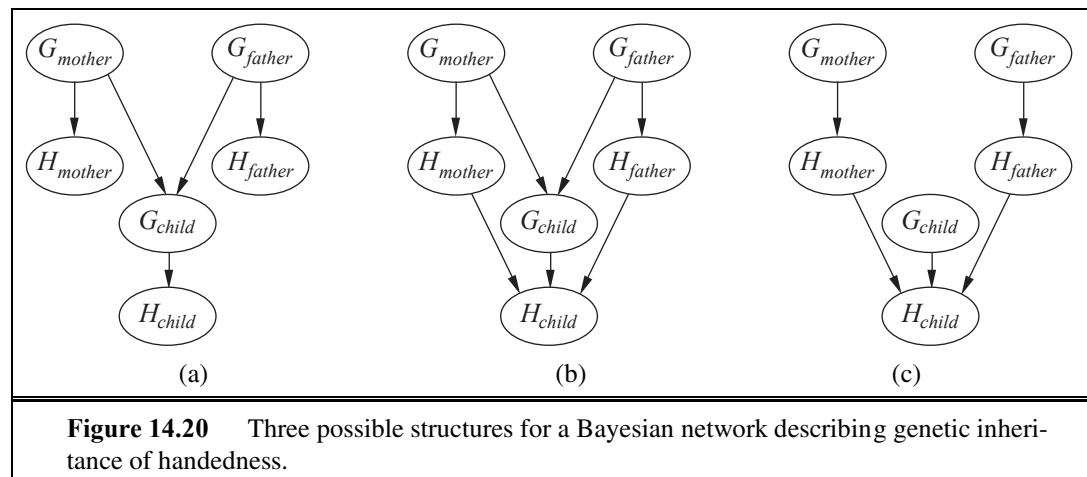 G_mother G_father G_mother G_father G_mother G_father
H_mother H_father H_mother H_father H_mother H_father
G_child G_child G_child
H_child H_child H_child
(a) (b) (c)
Figure 14.20 Three possible structures for a Bayesian network describing genetic inheri-
tance of handedness.